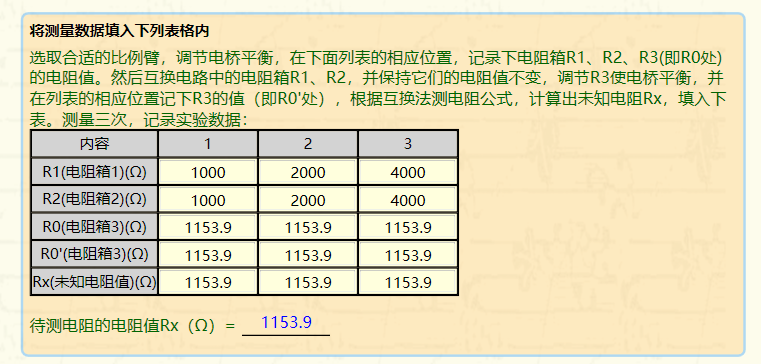 将测量数据填入下列表格内
选取合适的比例臂，调节电桥平衡，在下面列表的相应位置，记录下电阻箱R1、R2、R3(即R0处)
的电阻值。然后互换电路中的电阻箱R1、R2，并保持它们的电阻值不变，调节R3使电桥平衡，并
在列表的相应位置记下R3的值（即R0'处），根据互换法测电阻公式，计算出未知电阻Rx，填入下
表。测量三次，记录实验数据：
内容 1 2 3
R1(电阻箱1)(Ω) 1000 2000 4000
R2(电阻箱2)(Ω) 1000 2000 4000
R0(电阻箱3)(Ω) 1153.9 1153.9 1153.9
R0'(电阻箱3)(Ω) 1153.9 1153.9 1153.9
Rx(未知电阻值)(Ω) 1153.9 1153.9 1153.9
待测电阻的电阻值Rx（Ω）= 1153.9